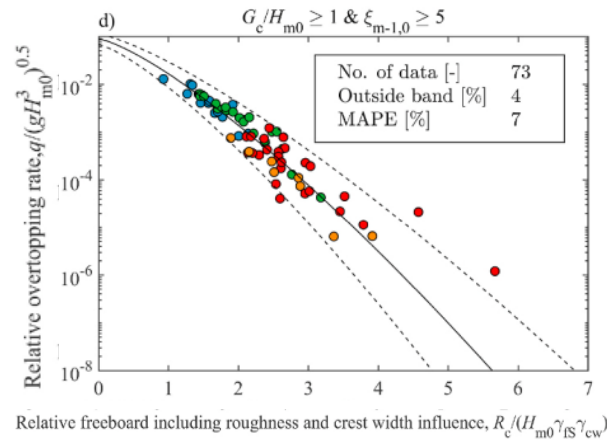 d) G_c/H_m0 ≥ 1 & ξ_m-1,0 ≥ 5
No. of data [-] 73
Outside band [%] 4
MAPE [%] 7
Relative overtopping rate,q/(gH³_m0)^0.5
10^-2
10^-4
10^-6
10^-8
0 1 2 3 4 5 6 7
Relative freeboard including roughness and crest width influence, R_c/(H_m0γ_fSγ_cw)